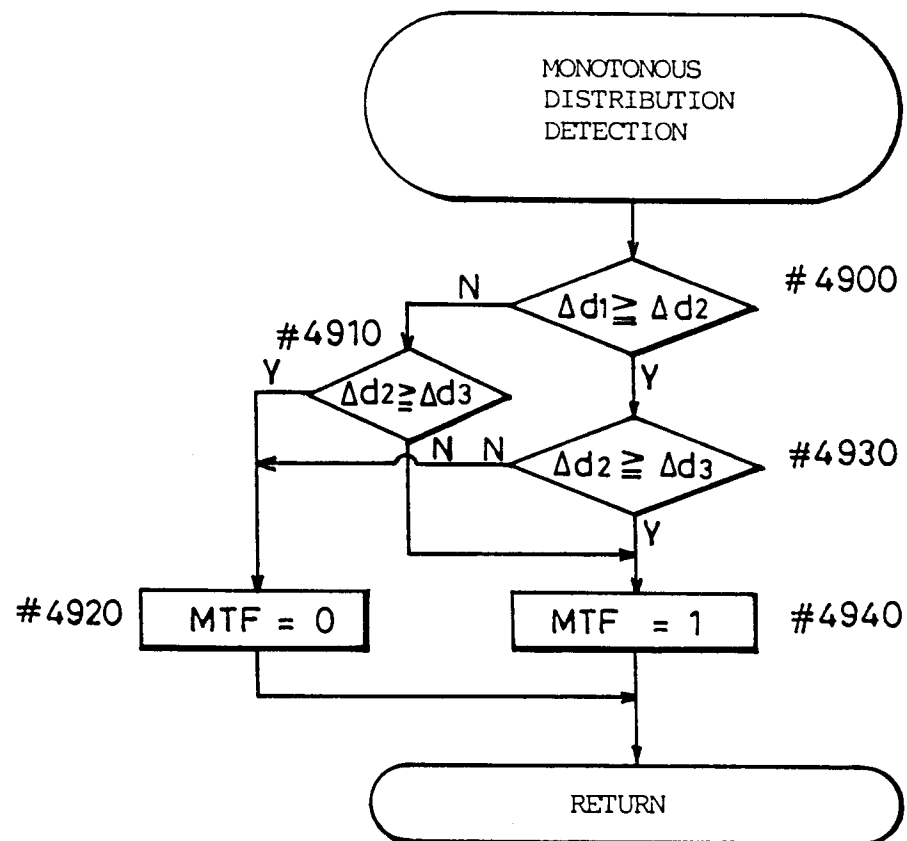 MONOTONOUS
DISTRIBUTION
DETECTION
#4900
N
Δd1≧Δd2
#4910
Y
Y
Δd2≧Δd3
N N
Δd2≧Δd3
#4930
Y
#4920
MTF = 0
MTF = 1
#4940
RETURN